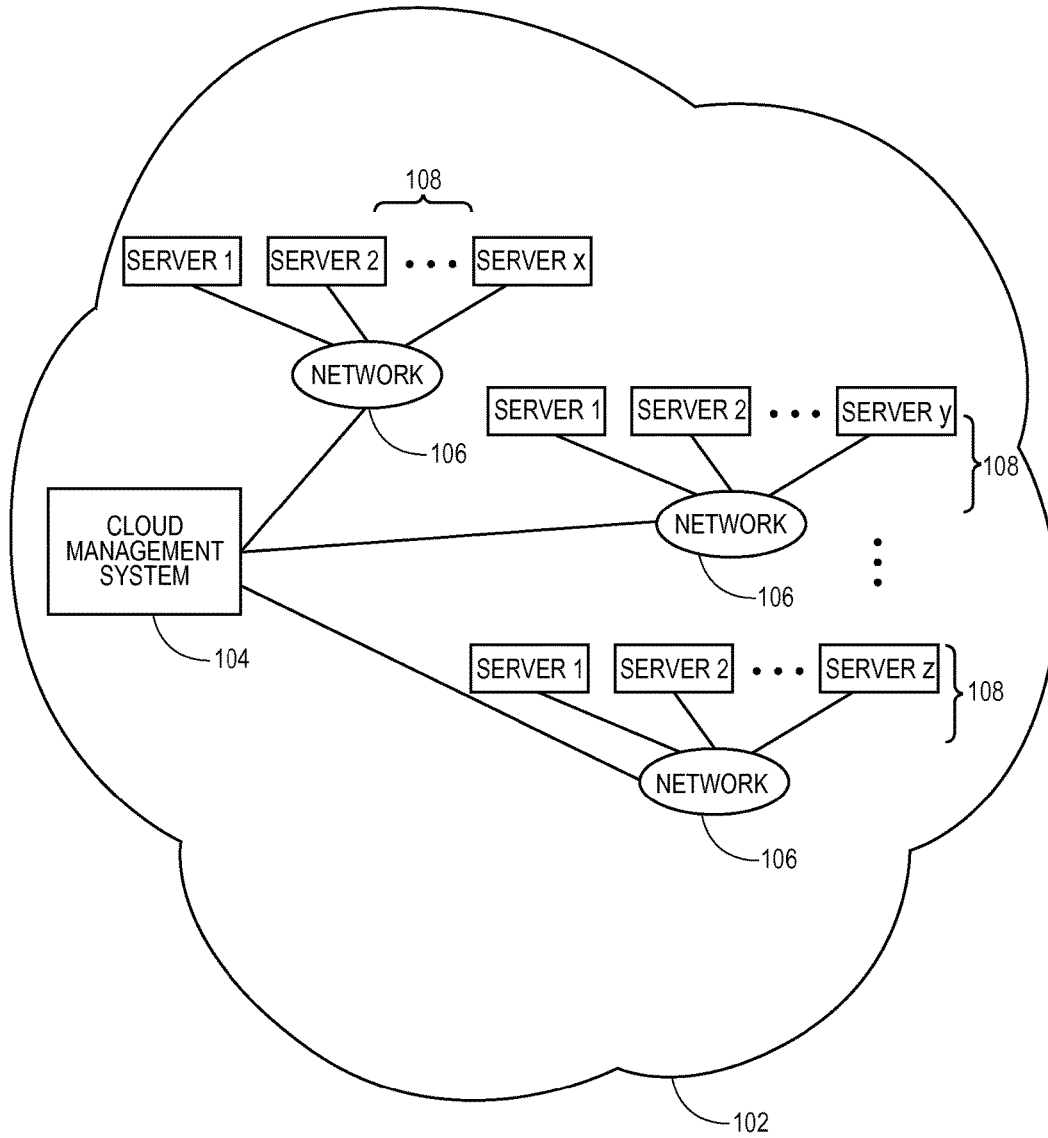 108
SERVER 1 SERVER 2 • • • SERVER x
NETWORK
106
SERVER 1 SERVER 2 • • • SERVER y
108
CLOUD
MANAGEMENT
SYSTEM
NETWORK
106
104
SERVER 1 SERVER 2 • • • SERVER z
108
NETWORK
106
102